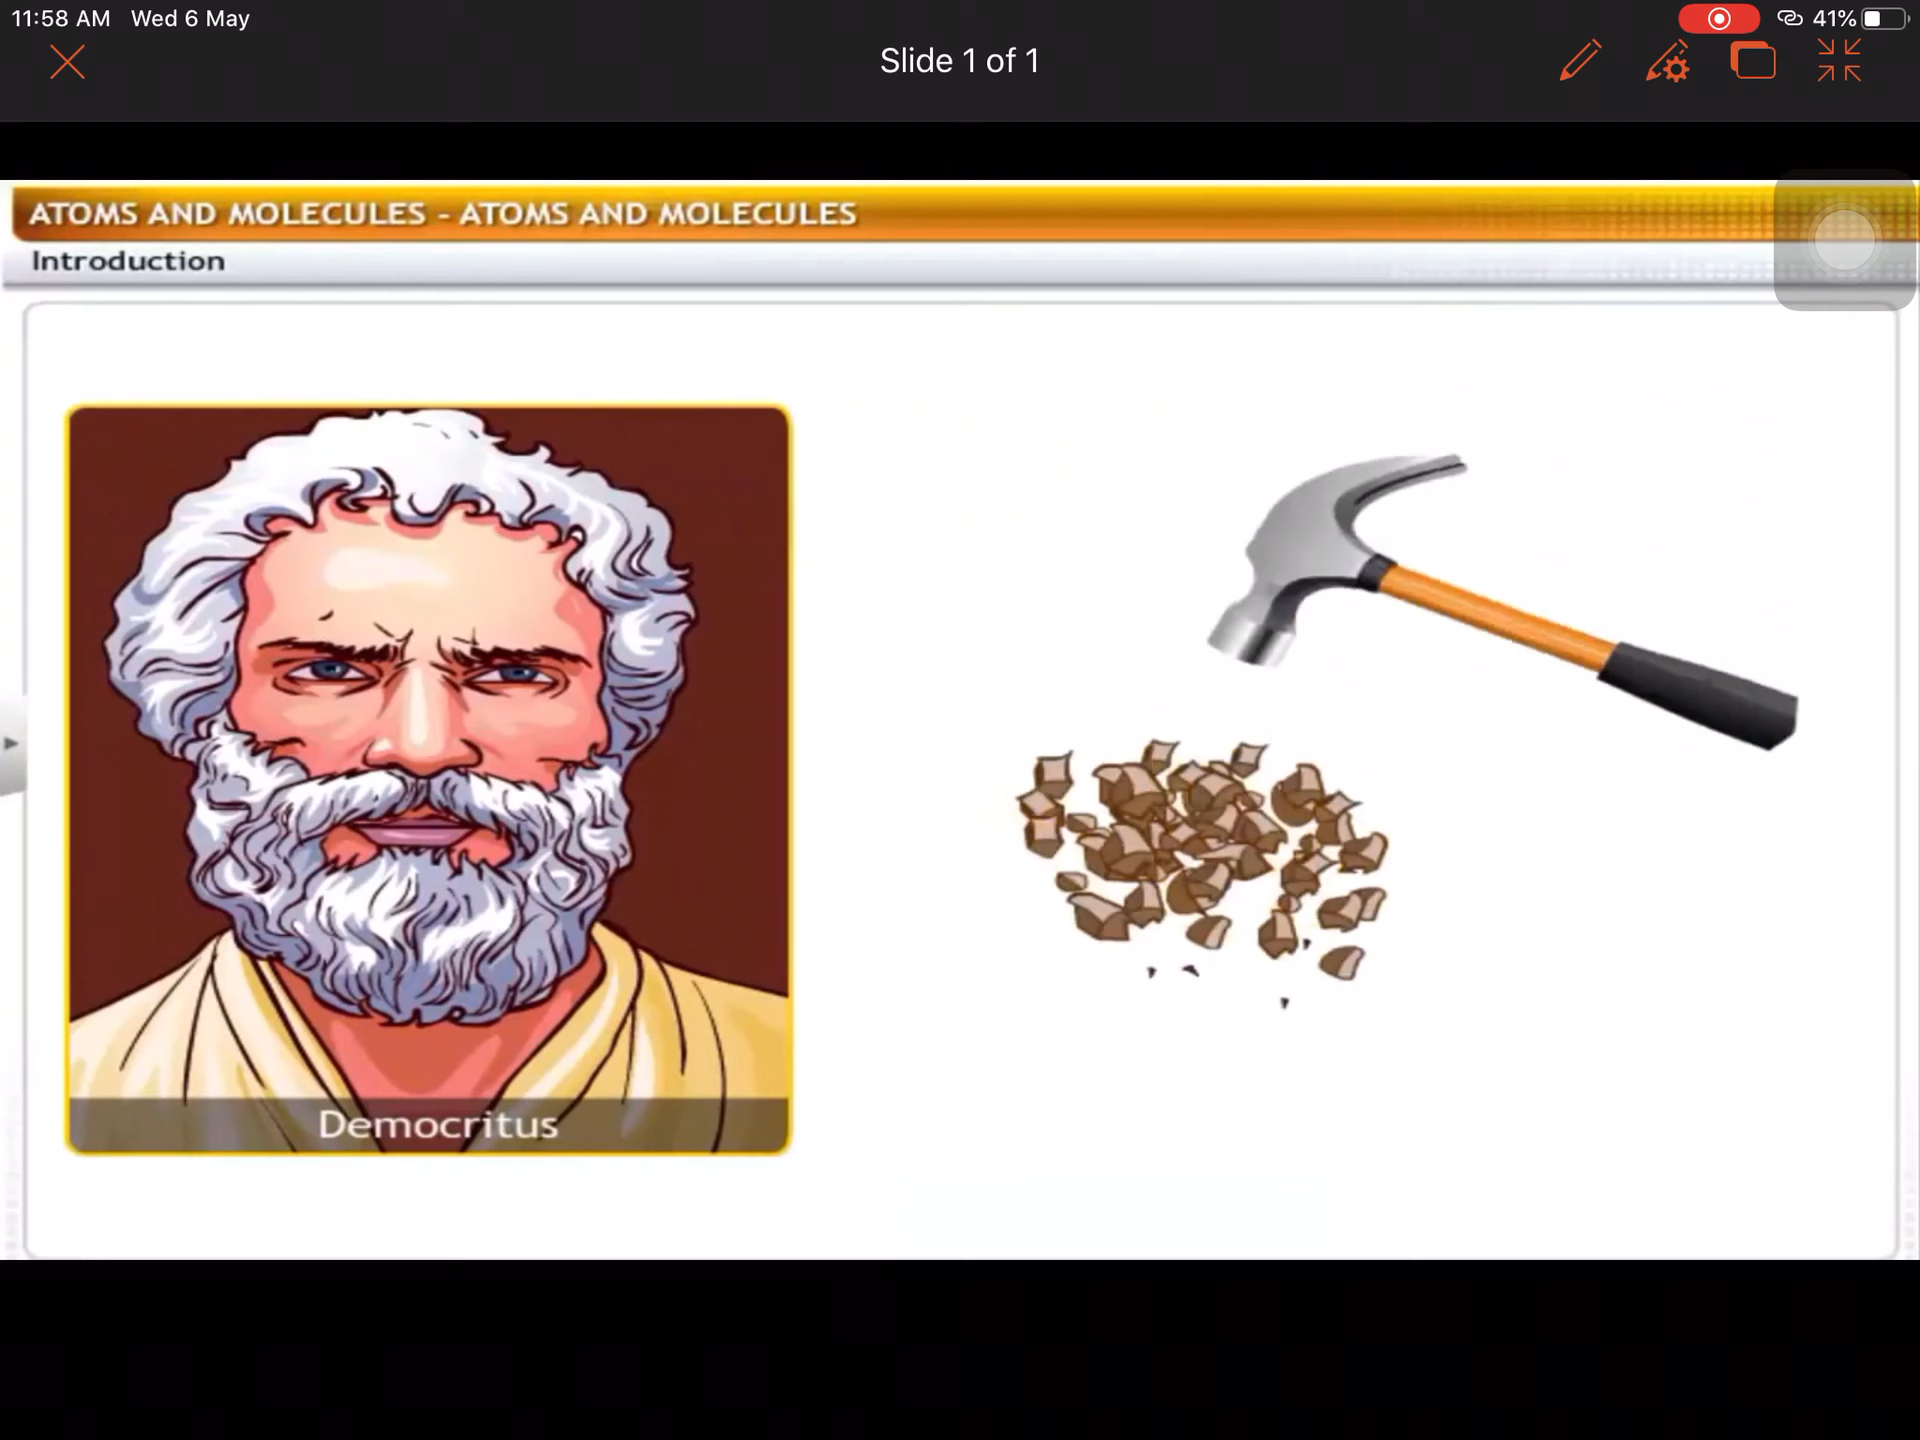 11:58 AM Wed 6 May
41%
Slide 1 of 1
ATOMS AND MOLECULES - ATOMS AND MOLECULES
Introduction
Democritus